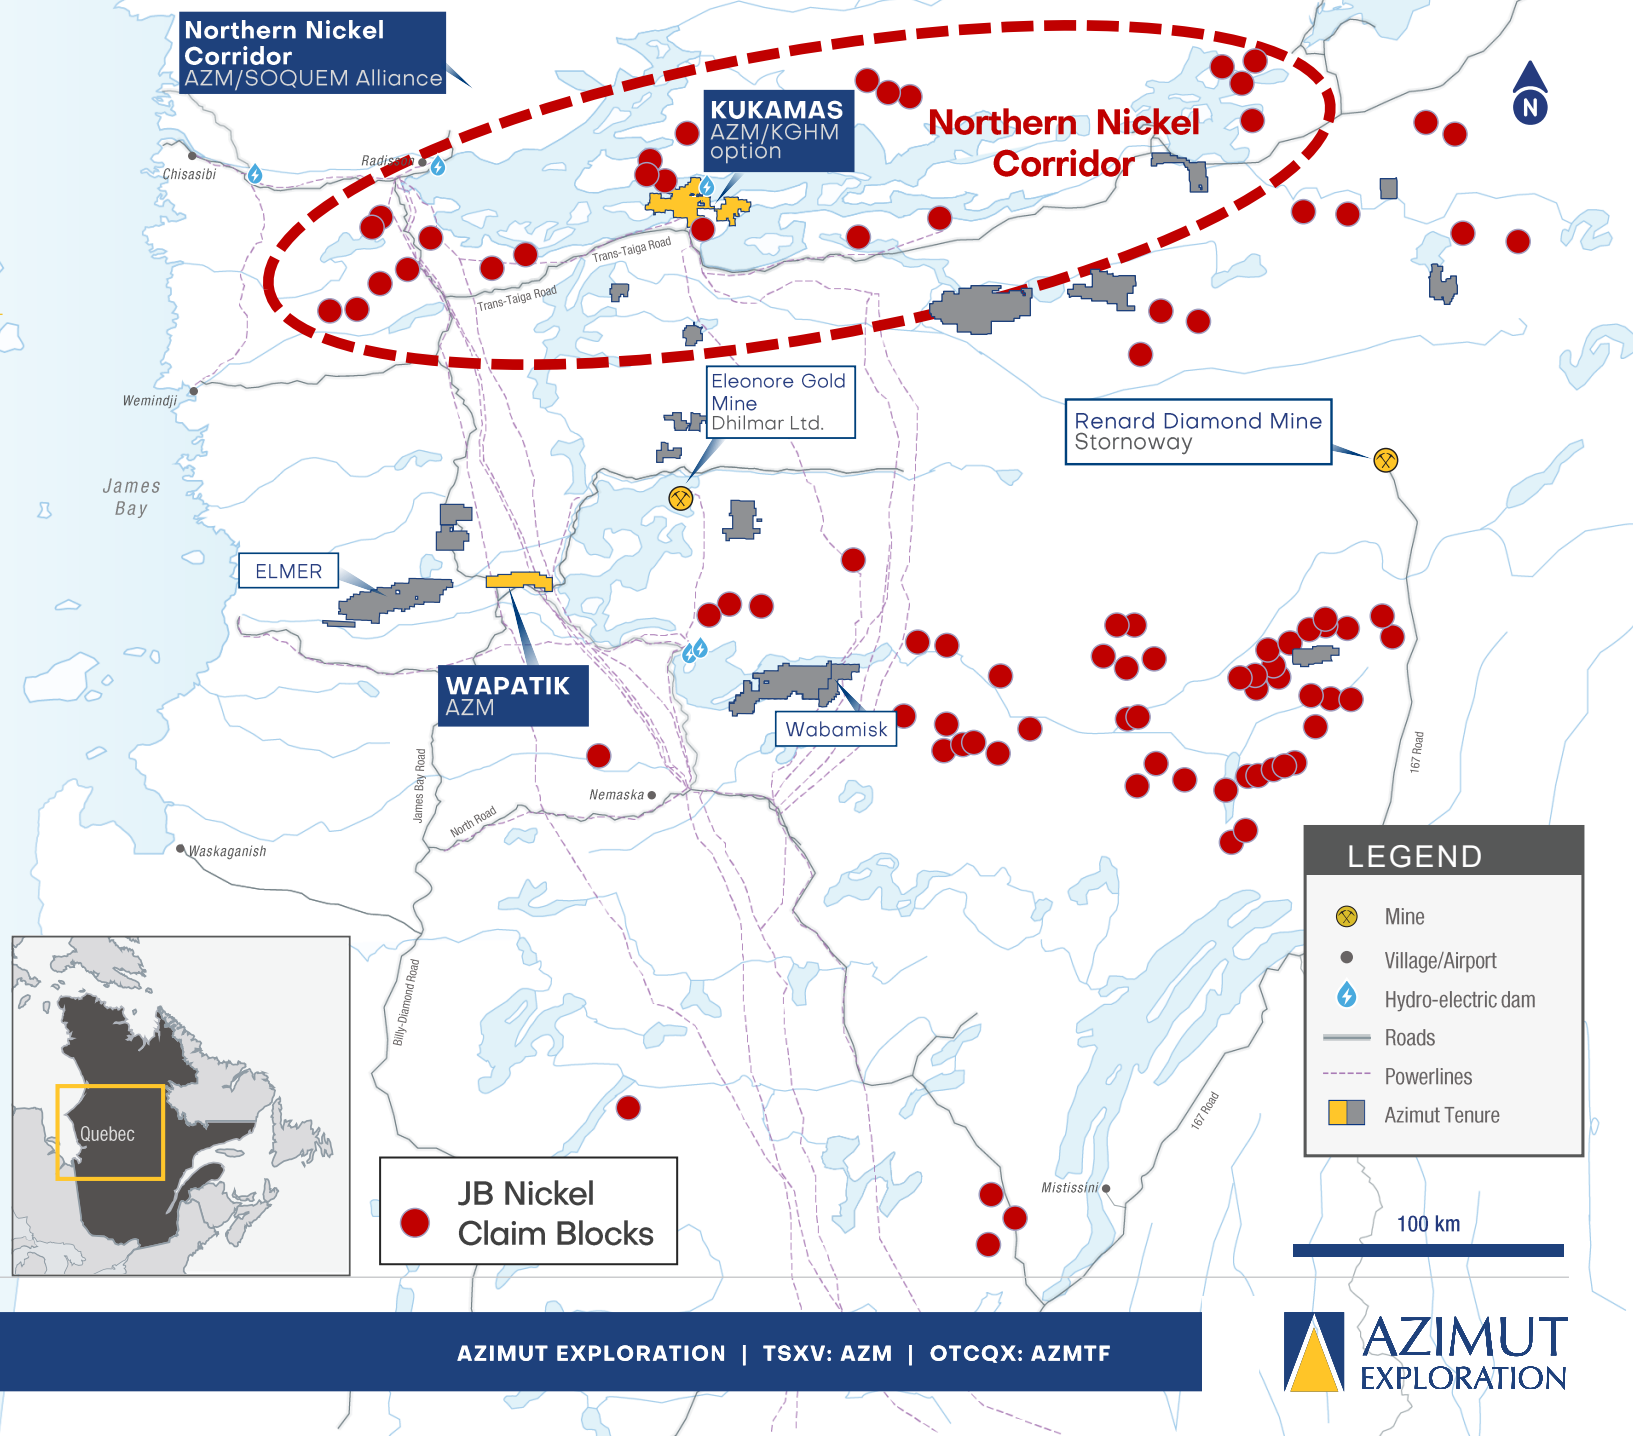 Northern Nickel
Corridor
AZM/SOQUEM Alliance
KUKAMAS
AZM/KGHM
option
Northern Nickel
Corridor
N
Chisasibi
Radisson
Trans-Taiga Road
Trans-Taiga Road
Wemindji
Eleonore Gold
Mine
Dhilmar Ltd.
Renard Diamond Mine
Stornoway
James
Bay
ELMER
WAPATIK
AZM
Wabamisk
James Bay Road
167 Road
Nemaska
North Road
Waskaganish
Billy-Diamond Road
LEGEND
Mine
Village/Airport
Hydro-electric dam
Roads
Powerlines
Azimut Tenure
Quebec
167 Road
Mistissini
JB Nickel
Claim Blocks
100 km
AZIMUT EXPLORATION | TSXV: AZM | OTCQX: AZMTF
AZIMUT
EXPLORATION